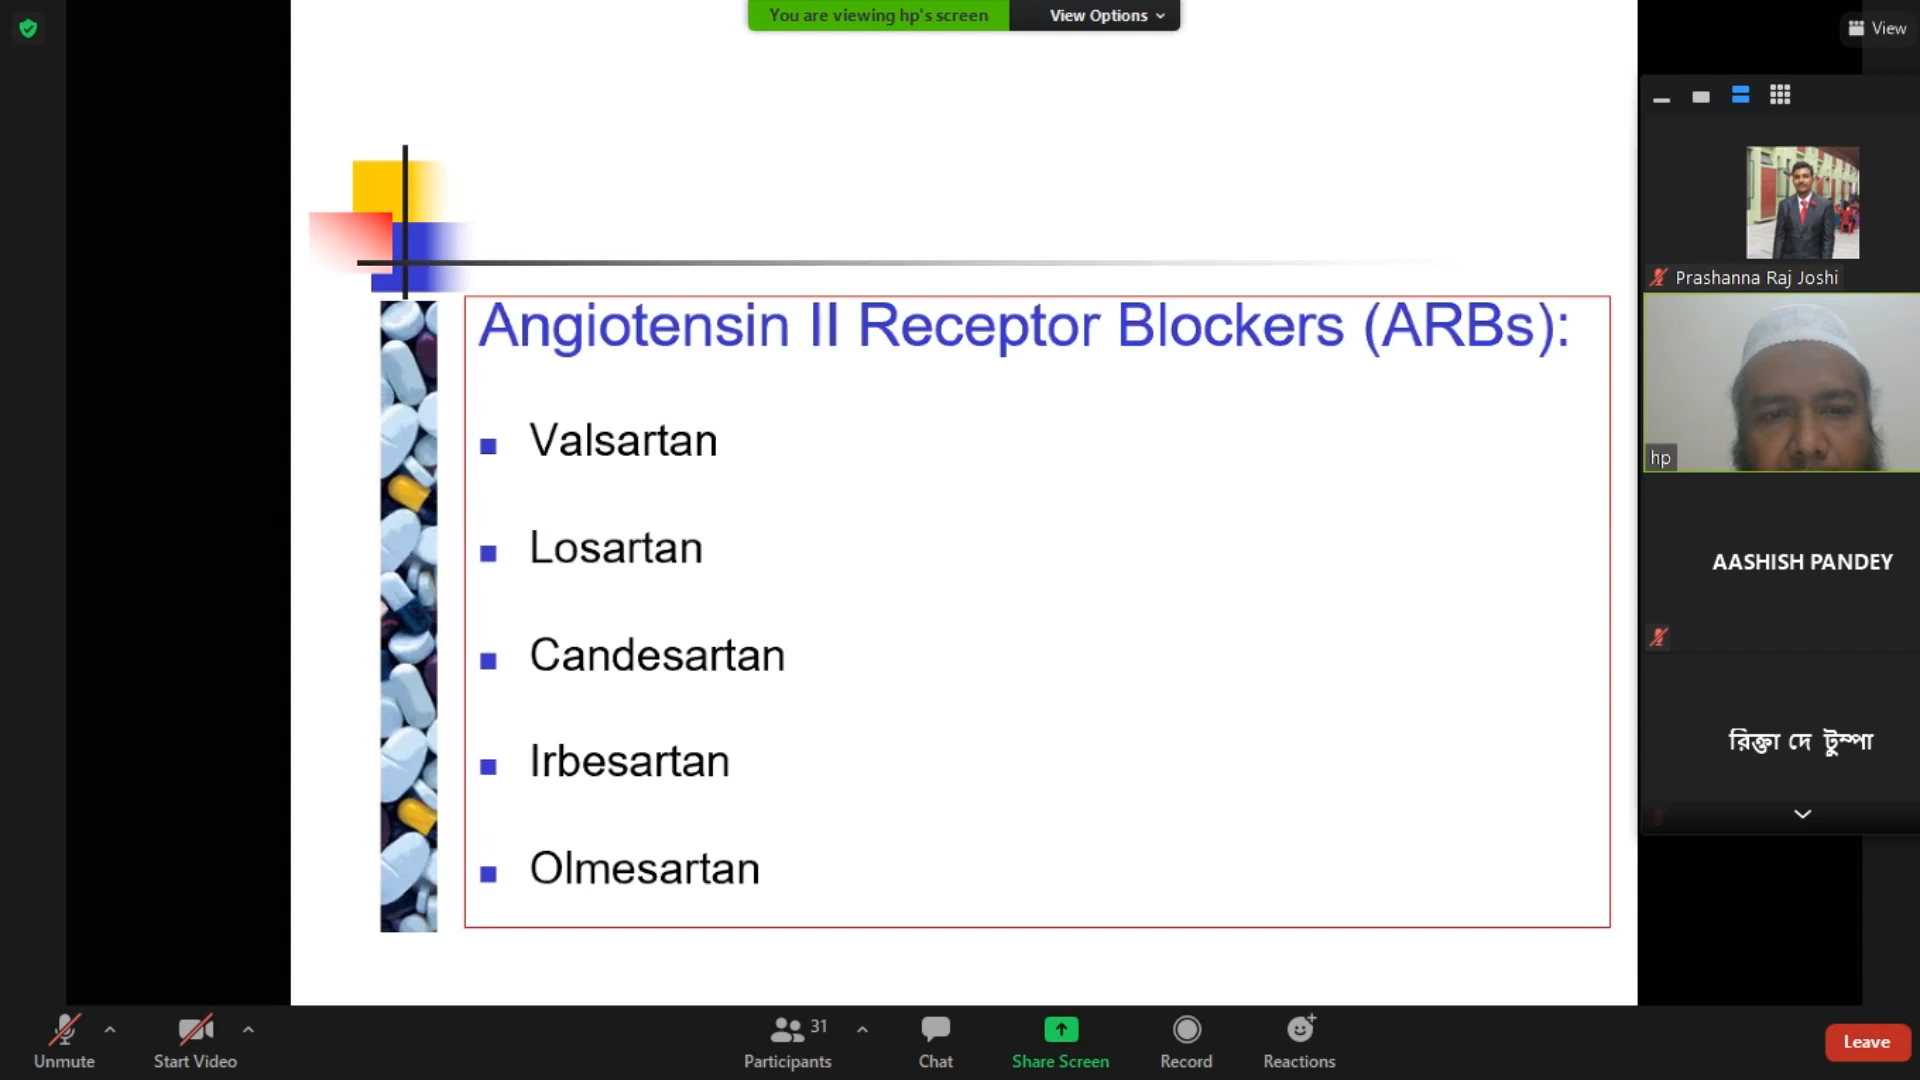 You are viewing hp's screen
View Options
View
Prashanna Raj Joshi
hp
AASHISH PANDEY
রিক্তা দে টুম্পা
Angiotensin II Receptor Blockers (ARBs):
Valsartan
Losartan
Candesartan
Irbesartan
Olmesartan
Unmute
Start Video
31
Participants
Chat
Share Screen
Record
Reactions
Leave